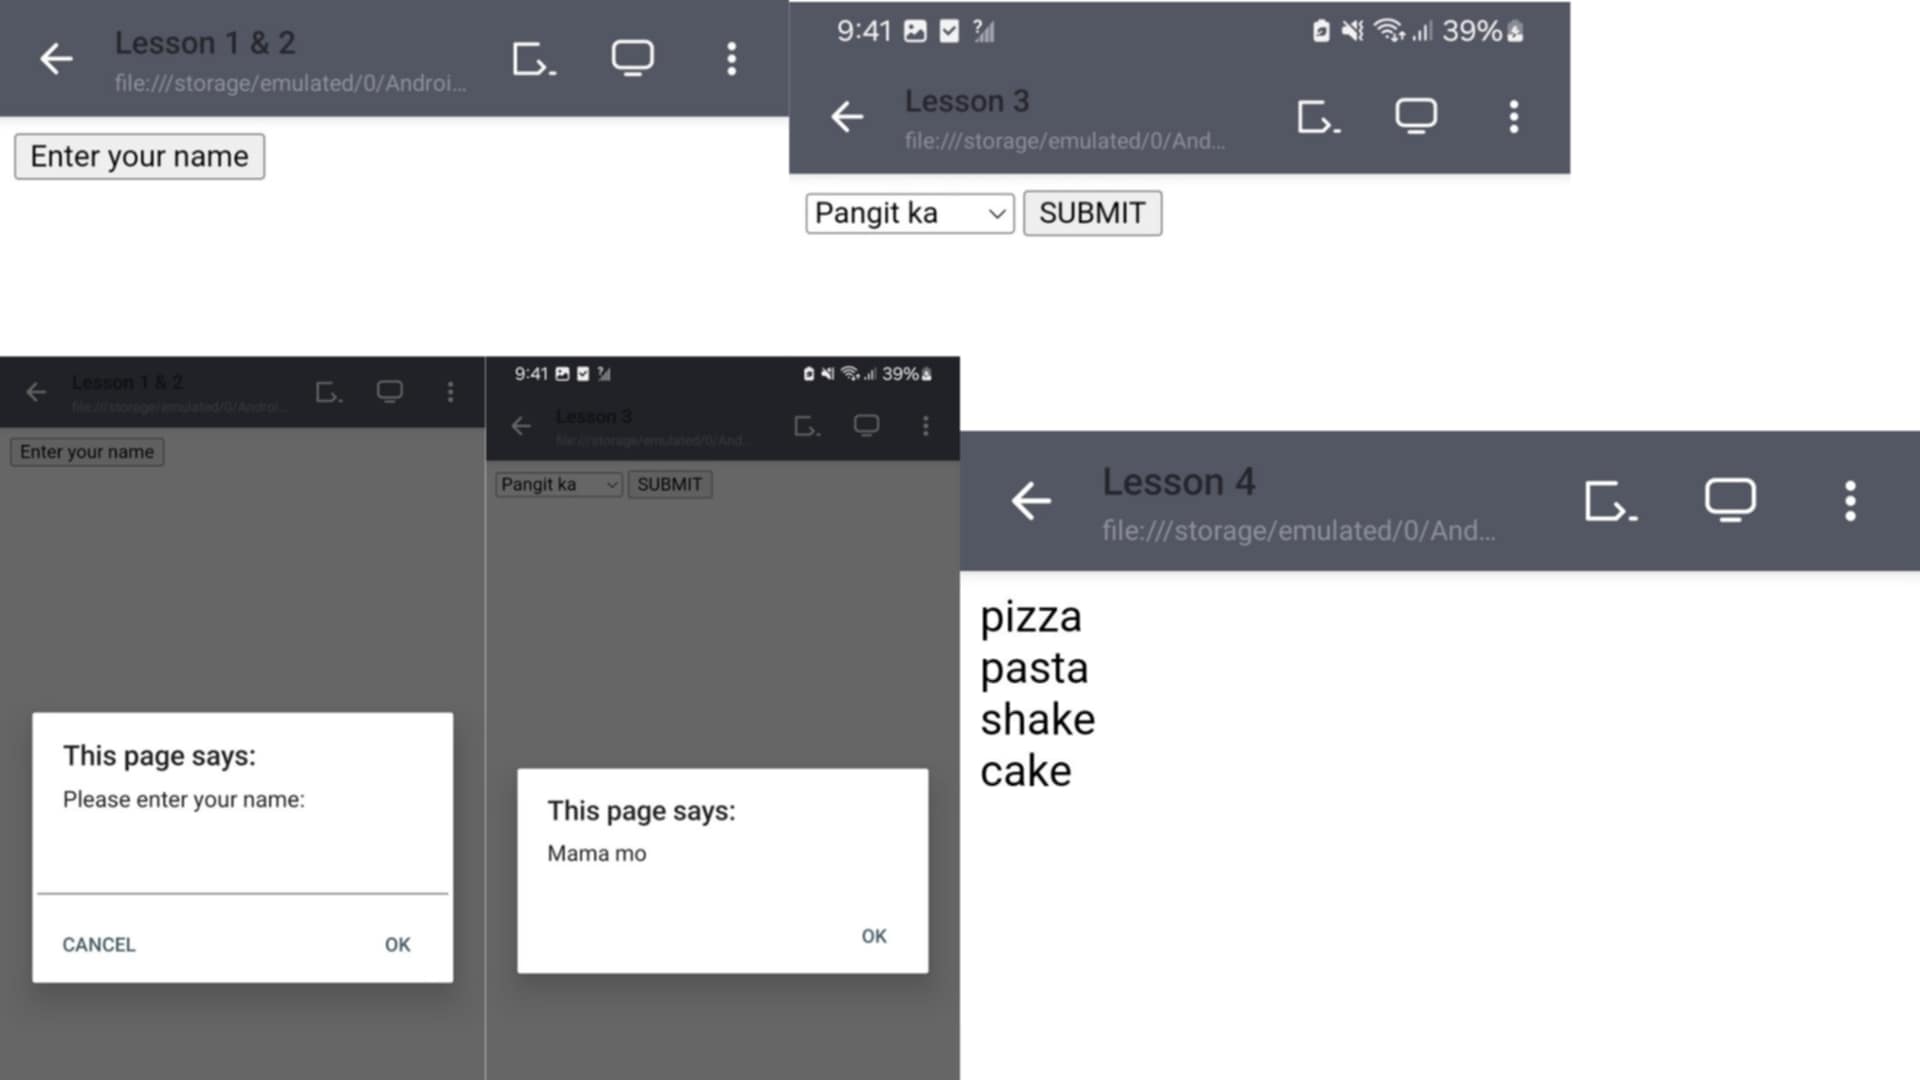 Lesson 1 & 2
file:///storage/emulated/0/Androi...
Enter your name
9:41
39%
Lesson 3
file:///storage/emulated/0/And...
Pangit ka
SUBMIT
Lesson 1 & 2
file:///storage/emulated/0/Androi...
Enter your name
This page says:
Please enter your name:
CANCEL OK
9:41
39%
Lesson 3
file:///storage/emulated/0/And...
Pangit ka
SUBMIT
This page says:
Mama mo
OK
Lesson 4
file:///storage/emulated/0/And...
pizza
pasta
shake
cake